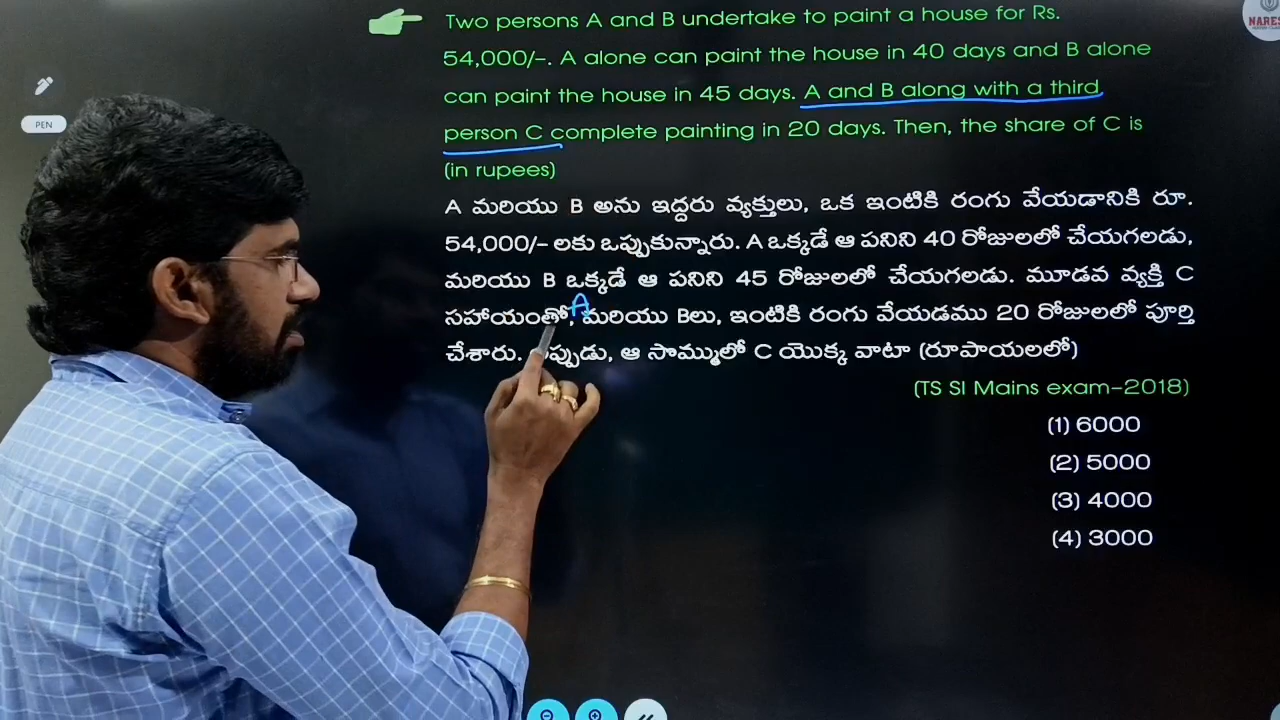 Two persons A and B undertake to paint a house for Rs.
54,000/-. A alone can paint the house in 40 days and B alone
can paint the house in 45 days. A and B along with a third
person C complete painting in 20 days. Then, the share of C is
(in rupees)
A మరియు B అను ఇద్దరు వ్యక్తులు, ఒక ఇంటికి రంగు వేయడానికి రూ.
54,000/- లకు ఒప్పుకున్నారు. A ఒక్కడే ఆ పనిని 40 రోజులలో చేయగలడు,
మరియు B ఒక్కడే ఆ పనిని 45 రోజులలో చేయగలడు. మూడవ వ్యక్తి C
సహాయంతో, A మరియు Bలు, ఇంటికి రంగు వేయడము 20 రోజులలో పూర్తి
చేశారు. ఆ సొమ్ములో C యొక్క వాటా (రూపాయలలో)
(TS SI Mains exam-2018)
(1) 6000
(2) 5000
(3) 4000
(4) 3000
PEN